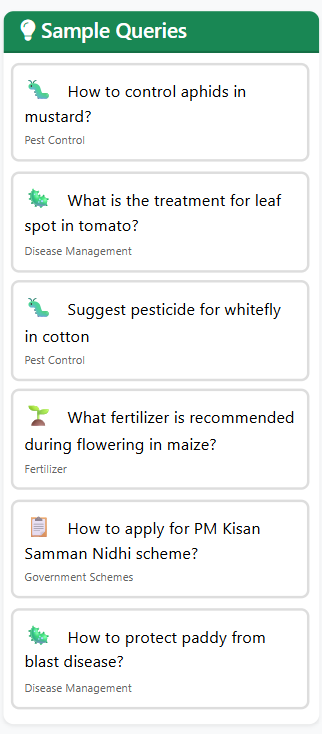 Sample Queries
How to control aphids in
mustard?
Pest Control
What is the treatment for leaf
spot in tomato?
Disease Management
Suggest pesticide for whitefly
in cotton
Pest Control
What fertilizer is recommended
during flowering in maize?
Fertilizer
How to apply for PM Kisan
Samman Nidhi scheme?
Government Schemes
How to protect paddy from
blast disease?
Disease Management